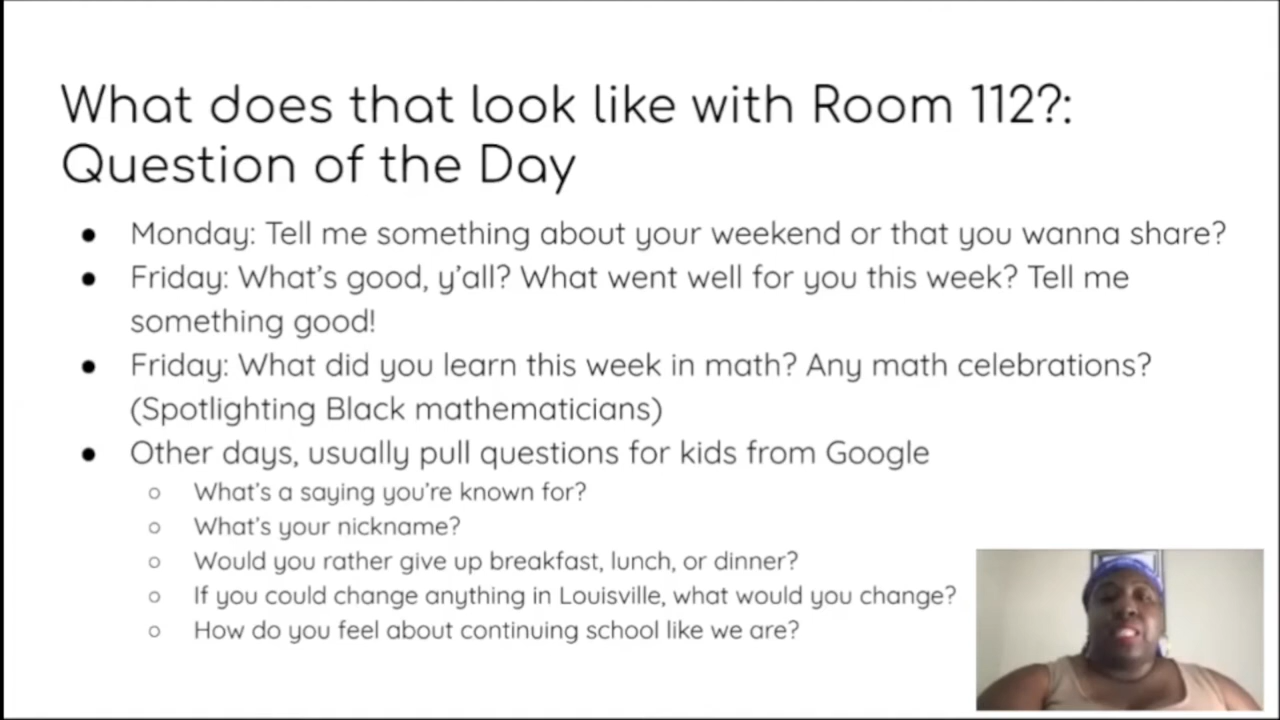 What does that look like with Room 112?:
Question of the Day
● Monday: Tell me something about your weekend or that you wanna share?
● Friday: What's good, y'all? What went well for you this week? Tell me
something good!
● Friday: What did you learn this week in math? Any math celebrations?
(Spotlighting Black mathematicians)
● Other days, usually pull questions for kids from Google
○ What's a saying you're known for?
○ What's your nickname?
○ Would you rather give up breakfast, lunch, or dinner?
○ If you could change anything in Louisville, what would you change?
○ How do you feel about continuing school like we are?